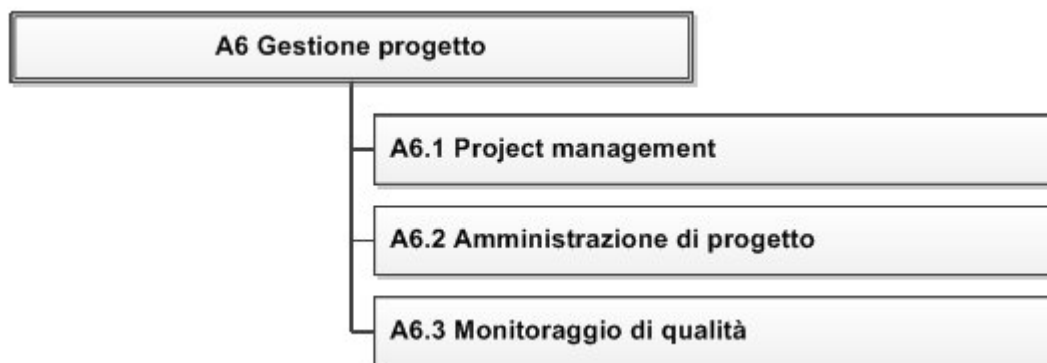 A6 Gestione progetto
A6.1 Project management
A6.2 Amministrazione di progetto
A6.3 Monitoraggio di qualità